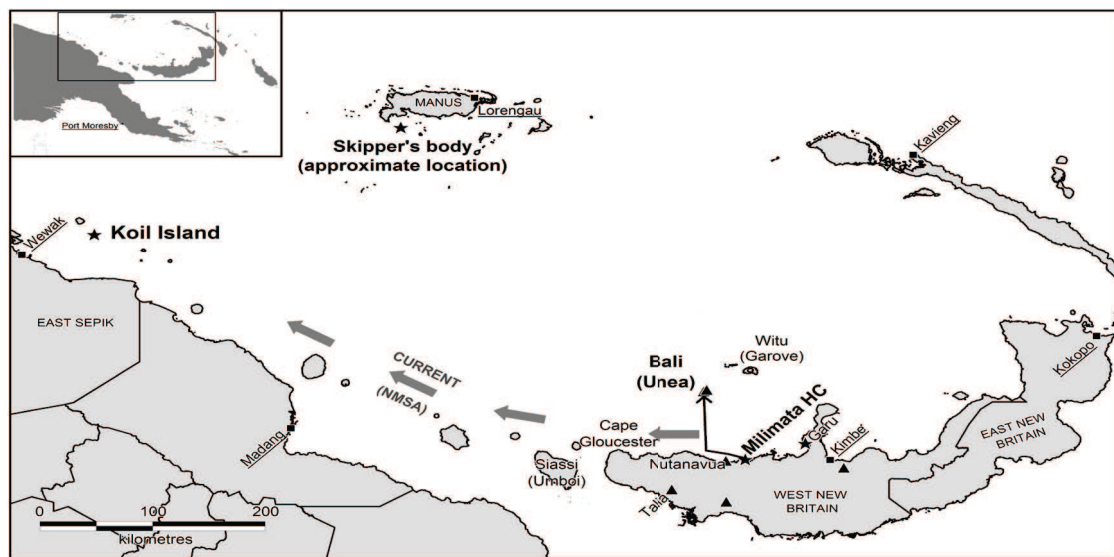 Port Moresby
MANUS
Lorengau
Skipper's body
(approximate location)
Kavieng
Wewak
Koil Island
EAST SEPIK
CURRENT
(NMSA)
Madang
Witu
(Garove)
Bali
(Unea)
Kokopo
Milimata HC
Cape
Gloucester
Garu
Kimbe
EAST NEW
BRITAIN
Siassi
(Umboi)
Nutanavua
Talia
WEST NEW
BRITAIN
0 100 200
kilometres